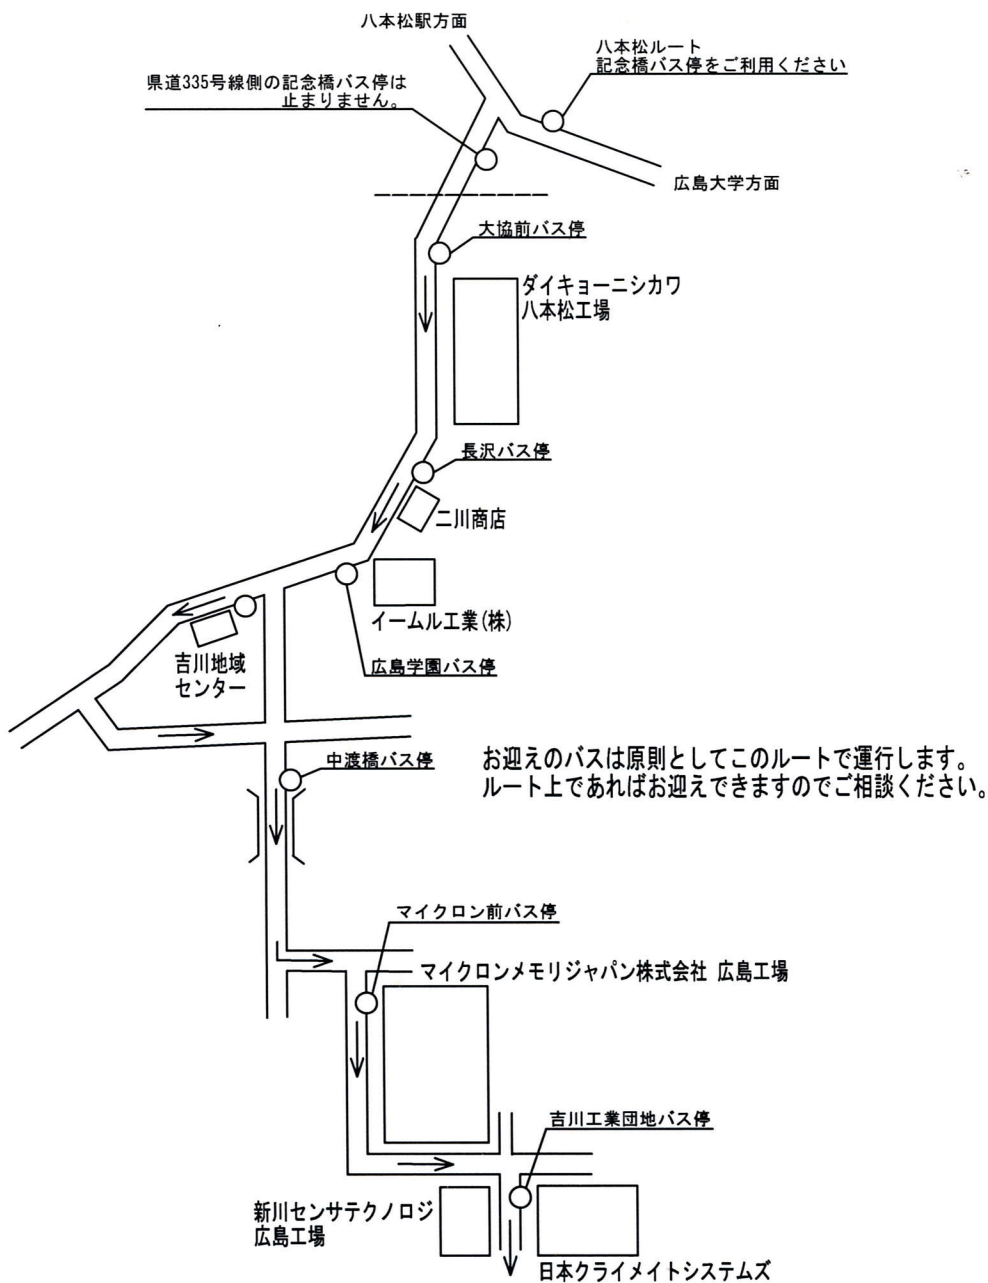 八本松駅方面
八本松ルート
記念橋バス停をご利用ください
県道335号線側の記念橋バス停は
止まりません。
広島大学方面
大協前バス停
ダイキョーニシカワ
八本松工場
長沢バス停
二川商店
イームル工業(株)
吉川地域
センター
広島学園バス停
中渡橋バス停
お迎えのバスは原則としてこのルートで運行します。
ルート上であればお迎えできますのでご相談ください。
マイクロン前バス停
マイクロンメモリジャパン株式会社 広島工場
吉川工業団地バス停
新川センサテクノロジ
広島工場
日本クライメイトシステムズ